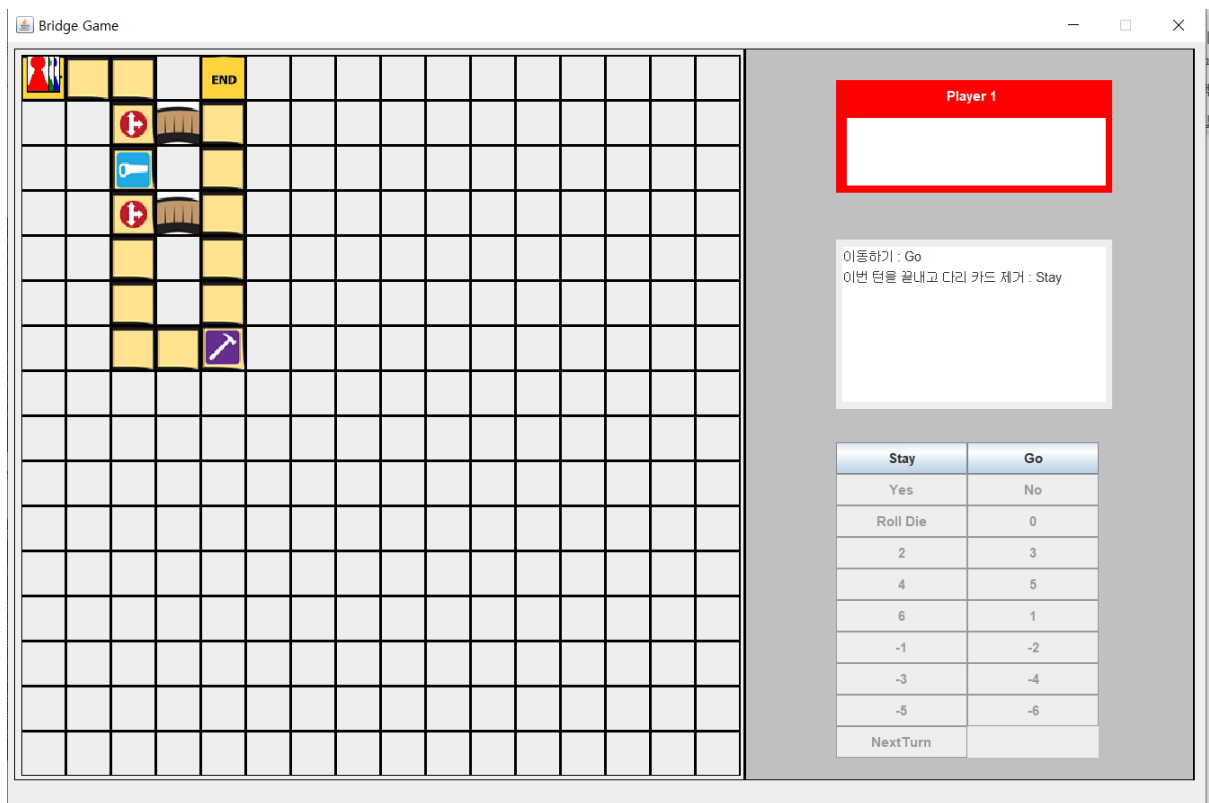 Bridge Game
END
Player 1
이동하기 : Go
이번 턴을 끝내고 다리 카드 제거 : Stay
Stay Go
Yes No
Roll Die 0
2 3
4 5
6 1
-1 -2
-3 -4
-5 -6
NextTurn